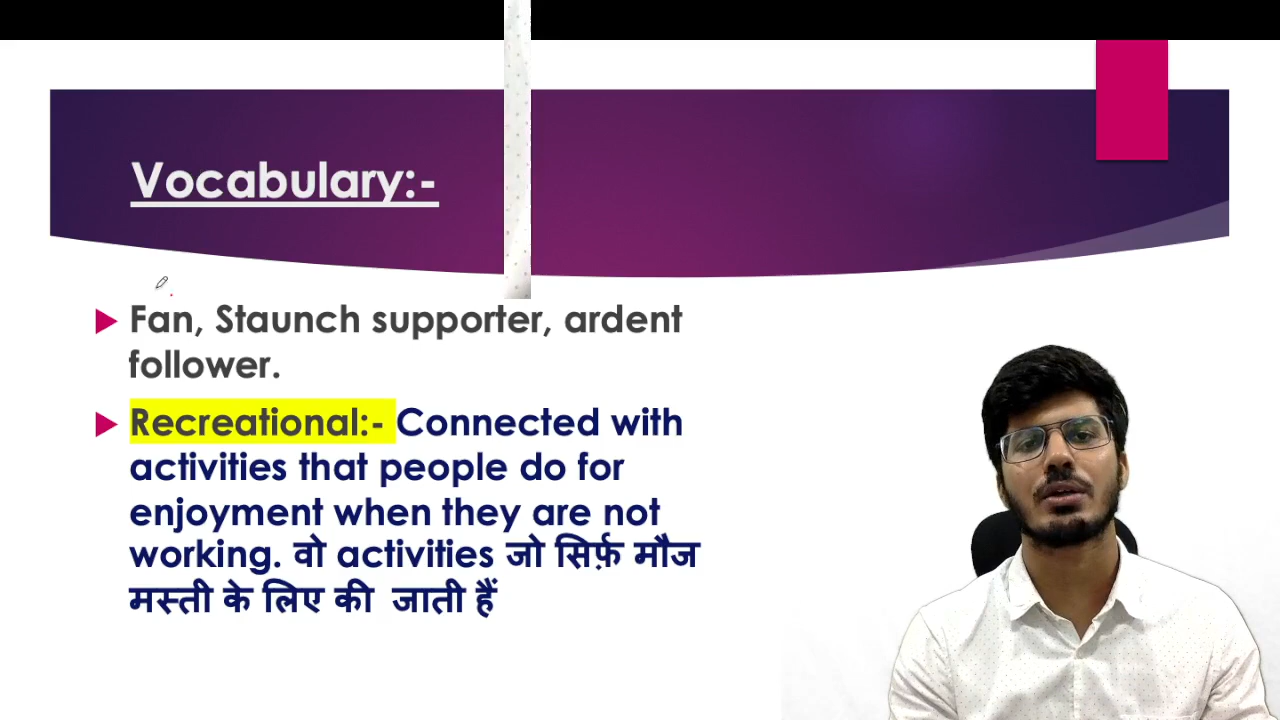 Vocabulary:-
Fan, Staunch supporter, ardent
follower.
Recreational:- Connected with
activities that people do for
enjoyment when they are not
working. वो activities जो सिर्फ़ मौज
मस्ती के लिए की जाती हैं